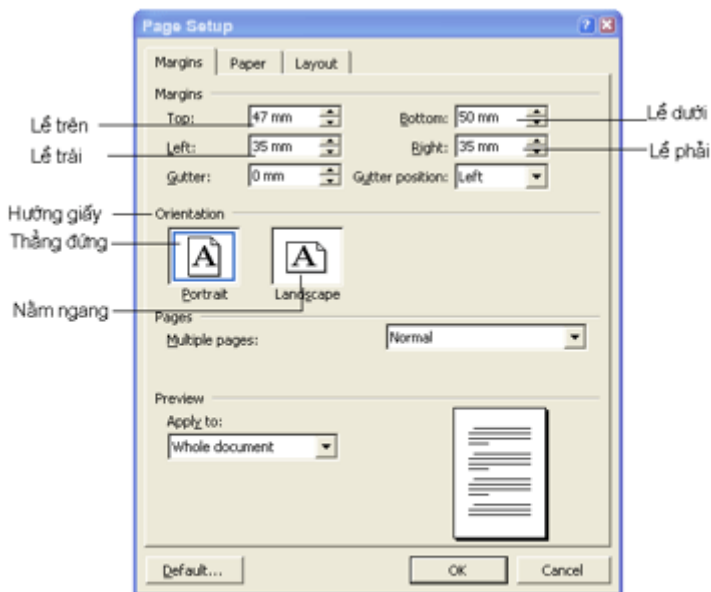 Page Setup
Margins Paper Layout
Margins
Lề trên Top: 47 mm Bottom: 50 mm Lề dưới
Lề trái Left: 35 mm Right: 35 mm Lề phải
Gutter: 0 mm Gutter position: Left
Hướng giấy Orientation
Thẳng đứng A A
Portrait Landscape
Nằm ngang
Pages
Multiple pages: Normal
Preview
Apply to:
Whole document
Default... OK Cancel